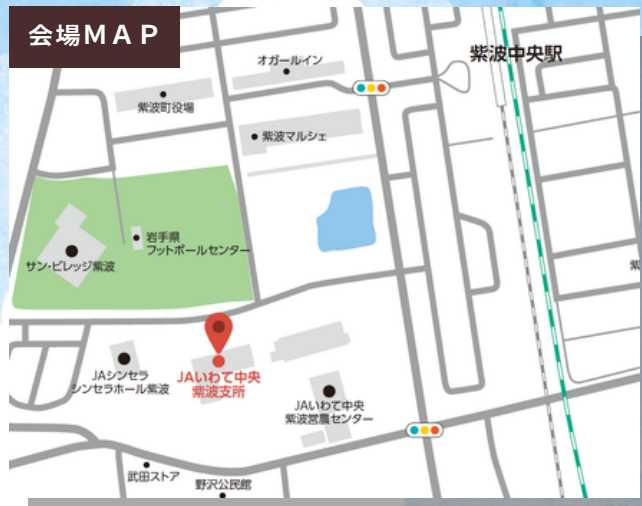 会場MAP
オガールイン
紫波中央駅
紫波町役場
紫波マルシェ
岩手県
フットボールセンター
サン・ビレッジ紫波
紫
JAシンセラ
シンセラホール紫波
JAいわて中央
紫波支所
JAいわて中央
紫波営農センター
武田ストア
野沢公民館